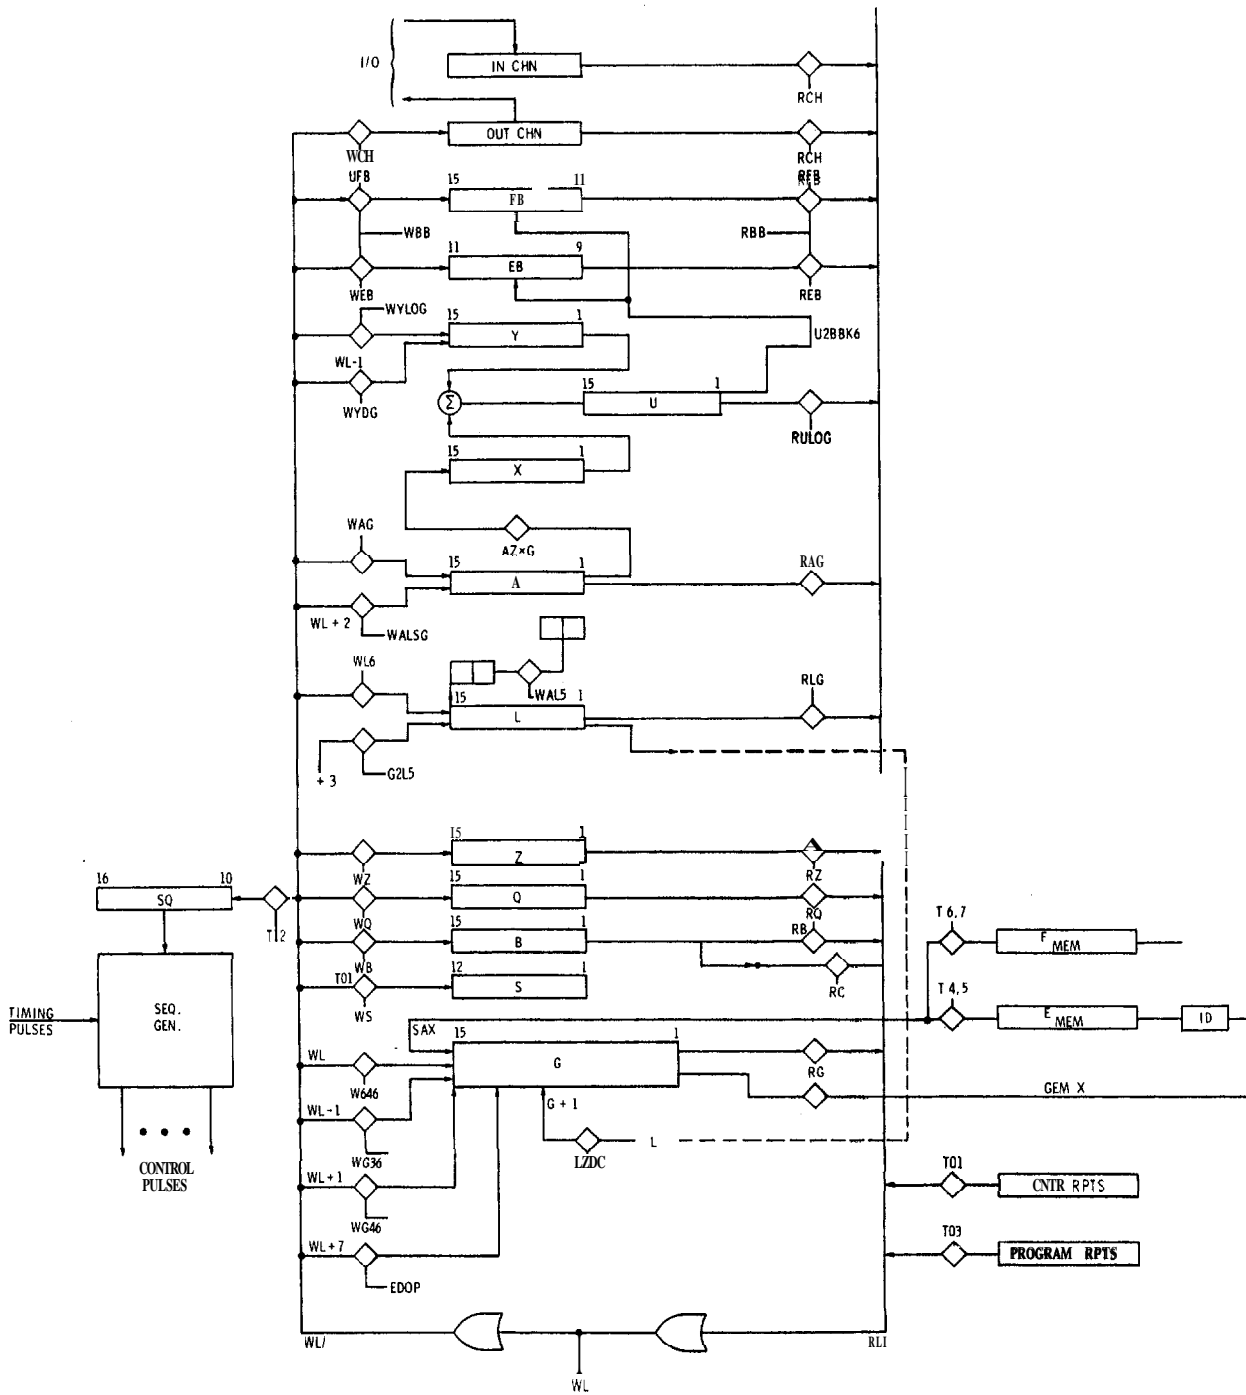 I/O
IN CHN
RCH
OUT CHN
WCH
RCH
UFB
RFB
15 11
FB
WBB
RBB
11 9
EB
WEB
REB
WYLOG
15 1
Y
U2BBK6
WL-1
WYDG
Σ
15 1
U
RULOG
15 1
X
AZ×G
WAG
15 1
A
RAG
WL + 2
WALSG
WL6
WAL5
RLG
15 1
L
+ 3
G2L5
15 1
Z
WZ
RZ
16 10
SQ
T12
15 1
Q
WQ
RQ
15 1
B
WB
RB
RC
T01
12 1
S
WS
T 6,7
F MEM
T 4,5
E MEM
ID
TIMING PULSES
SEQ. GEN.
SAX
15 1
G
WL
W646
RG
GEM X
WL-1
WG36
G + 1
LZDC
L
CONTROL PULSES
WL+1
WG46
T01
CNTR RPTS
WL+7
EDOP
T03
PROGRAM RPTS
WL/
WL
RLI